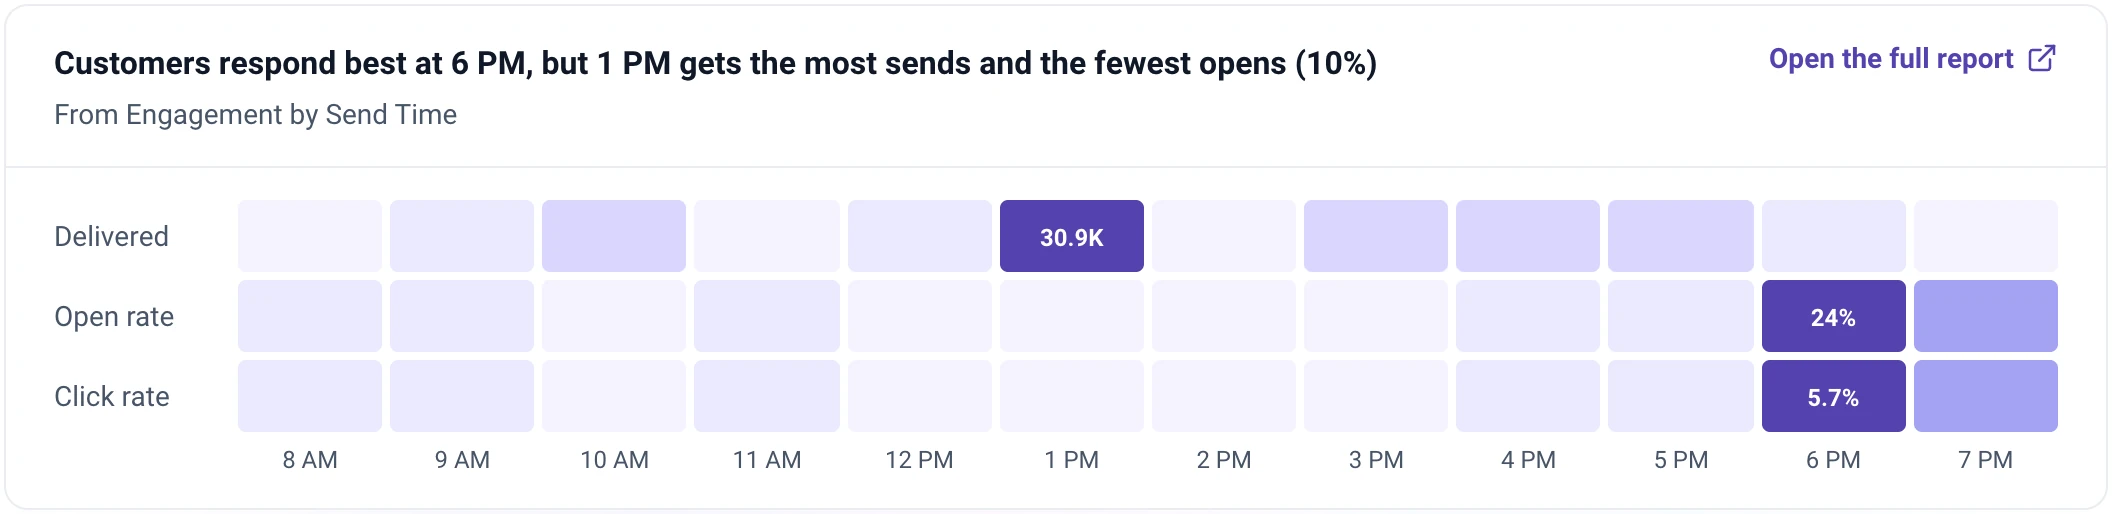 Customers respond best at 6 PM, but 1 PM gets the most sends and the fewest opens (10%)
Open the full report
From Engagement by Send Time
Delivered
30.9K
Open rate
24%
Click rate
5.7%
8 AM 9 AM 10 AM 11 AM 12 PM 1 PM 2 PM 3 PM 4 PM 5 PM 6 PM 7 PM